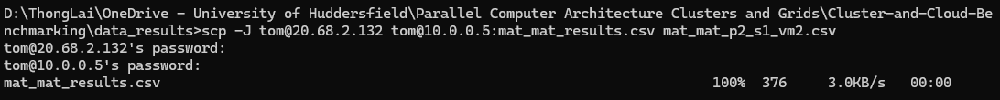 D:\ThongLai\OneDrive - University of Huddersfield\Parallel Computer Architecture Clusters and Grids\Cluster-and-Cloud-Be
nchmarking\data_results>scp -J tom@20.68.2.132 tom@10.0.0.5:mat_mat_results.csv mat_mat_p2_s1_vm2.csv
tom@20.68.2.132's password:
tom@10.0.0.5's password:
mat_mat_results.csv 100% 376 3.0KB/s 00:00